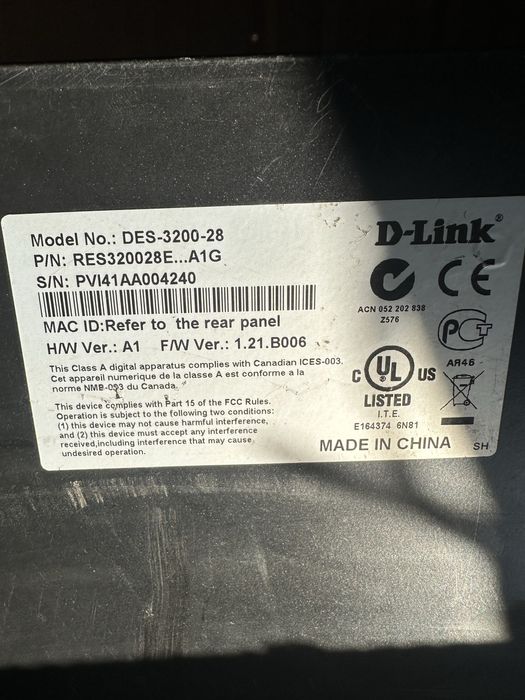 Model No.: DES-3200-28
P/N: RES320028E...A1G
S/N: PVI41AA004240
MAC ID:Refer to the rear panel
H/W Ver.: A1 F/W Ver.: 1.21.B006
This Class A digital apparatus complies with Canadian ICES-003.
Cet appareil numerique de la classe A est conforme a la
norme NMB-003 du Canada.
This device complies with Part 15 of the FCC Rules.
Operation is subject to the following two conditions:
(1) this device may not cause harmful interference,
and (2) this device must accept any interference
received,including interference that may cause
undesired operation.
D-Link®
CE
ACN 052 202 838
Z576
PCT
АЯ46
C UL® US
LISTED
I.T.E.
E164374 6N81
MADE IN CHINA SH